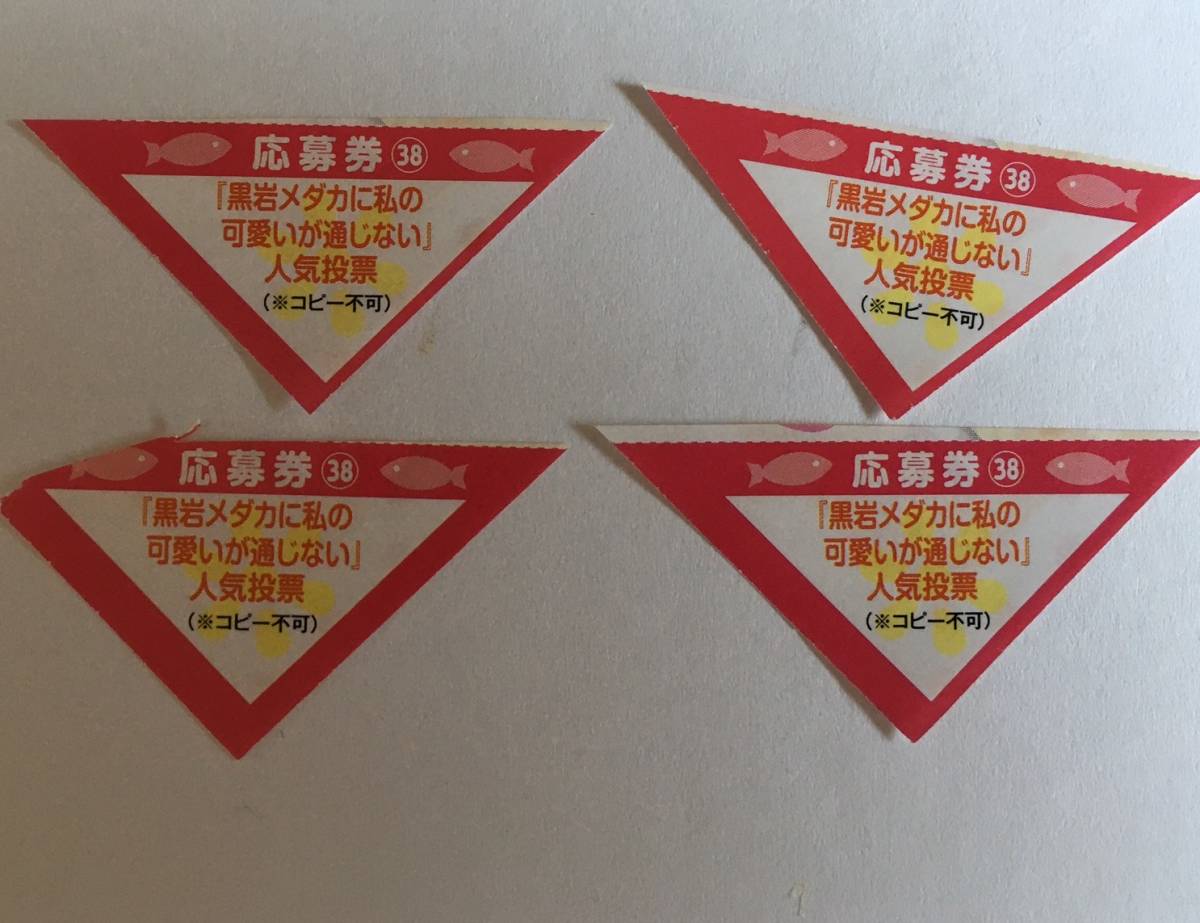 応募券㊳
『黒岩メダカに私の
可愛いが通じない』
人気投票
（※コピー不可）
応募券㊳
『黒岩メダカに私の
可愛いが通じない』
人気投票
（※コピー不可）
応募券㊳
『黒岩メダカに私の
可愛いが通じない』
人気投票
（※コピー不可）
応募券㊳
『黒岩メダカに私の
可愛いが通じない』
人気投票
（※コピー不可）